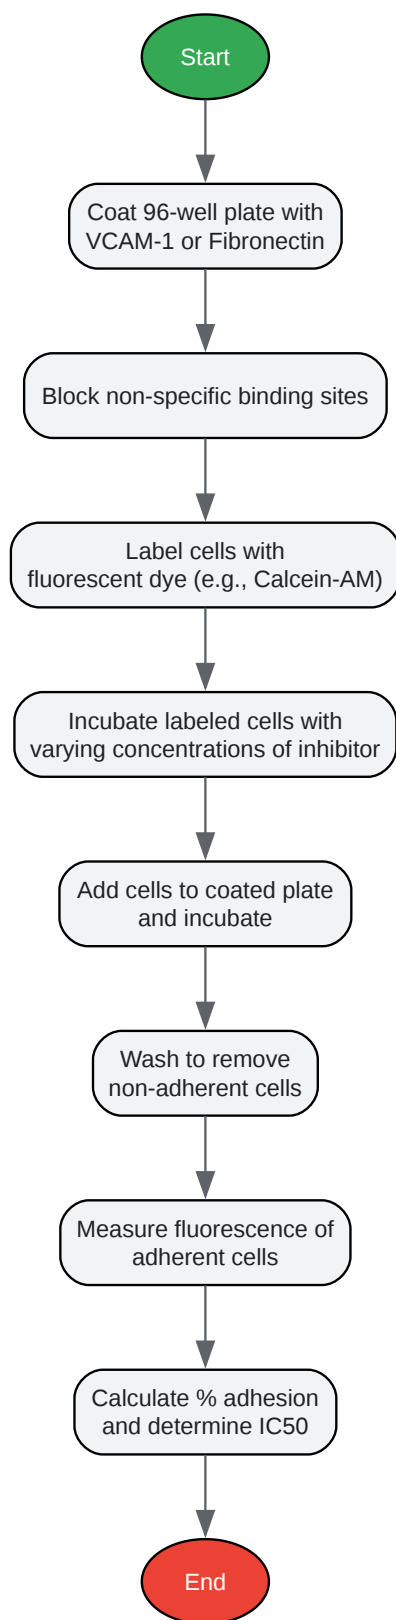 Start
Coat 96-well plate with
VCAM-1 or Fibronectin
Block non-specific binding sites
Label cells with
fluorescent dye (e.g., Calcein-AM)
Incubate labeled cells with
varying concentrations of inhibitor
Add cells to coated plate
and incubate
Wash to remove
non-adherent cells
Measure fluorescence of
adherent cells
Calculate % adhesion
and determine IC50
End